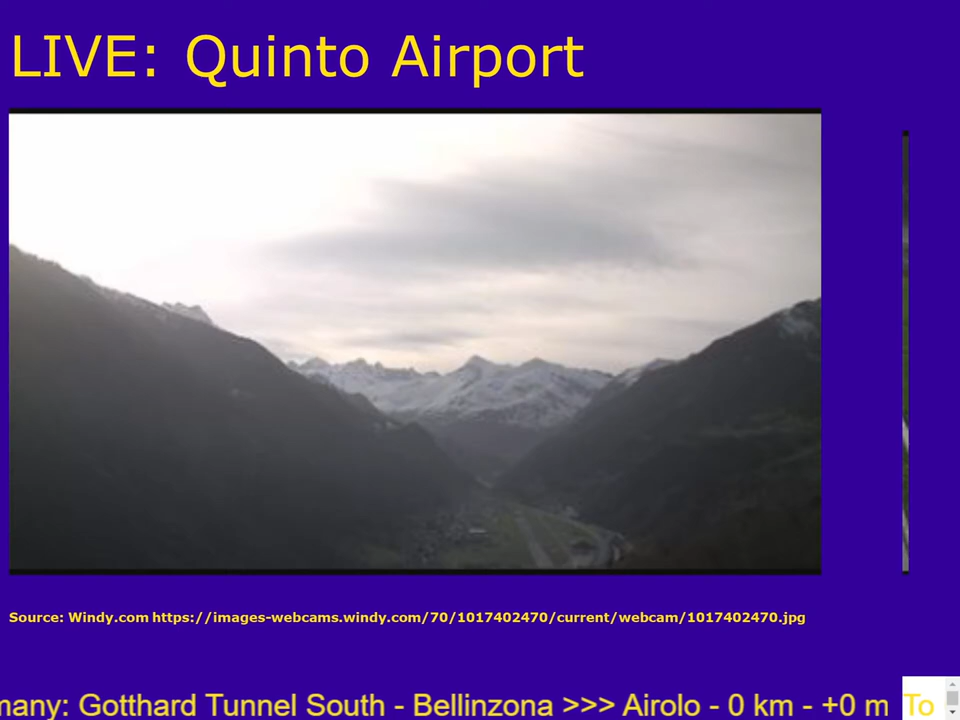 LIVE: Quinto Airport
Source: Windy.com https://images-webcams.windy.com/70/1017402470/current/webcam/1017402470.jpg
many: Gotthard Tunnel South - Bellinzona >>> Airolo - 0 km - +0 m To